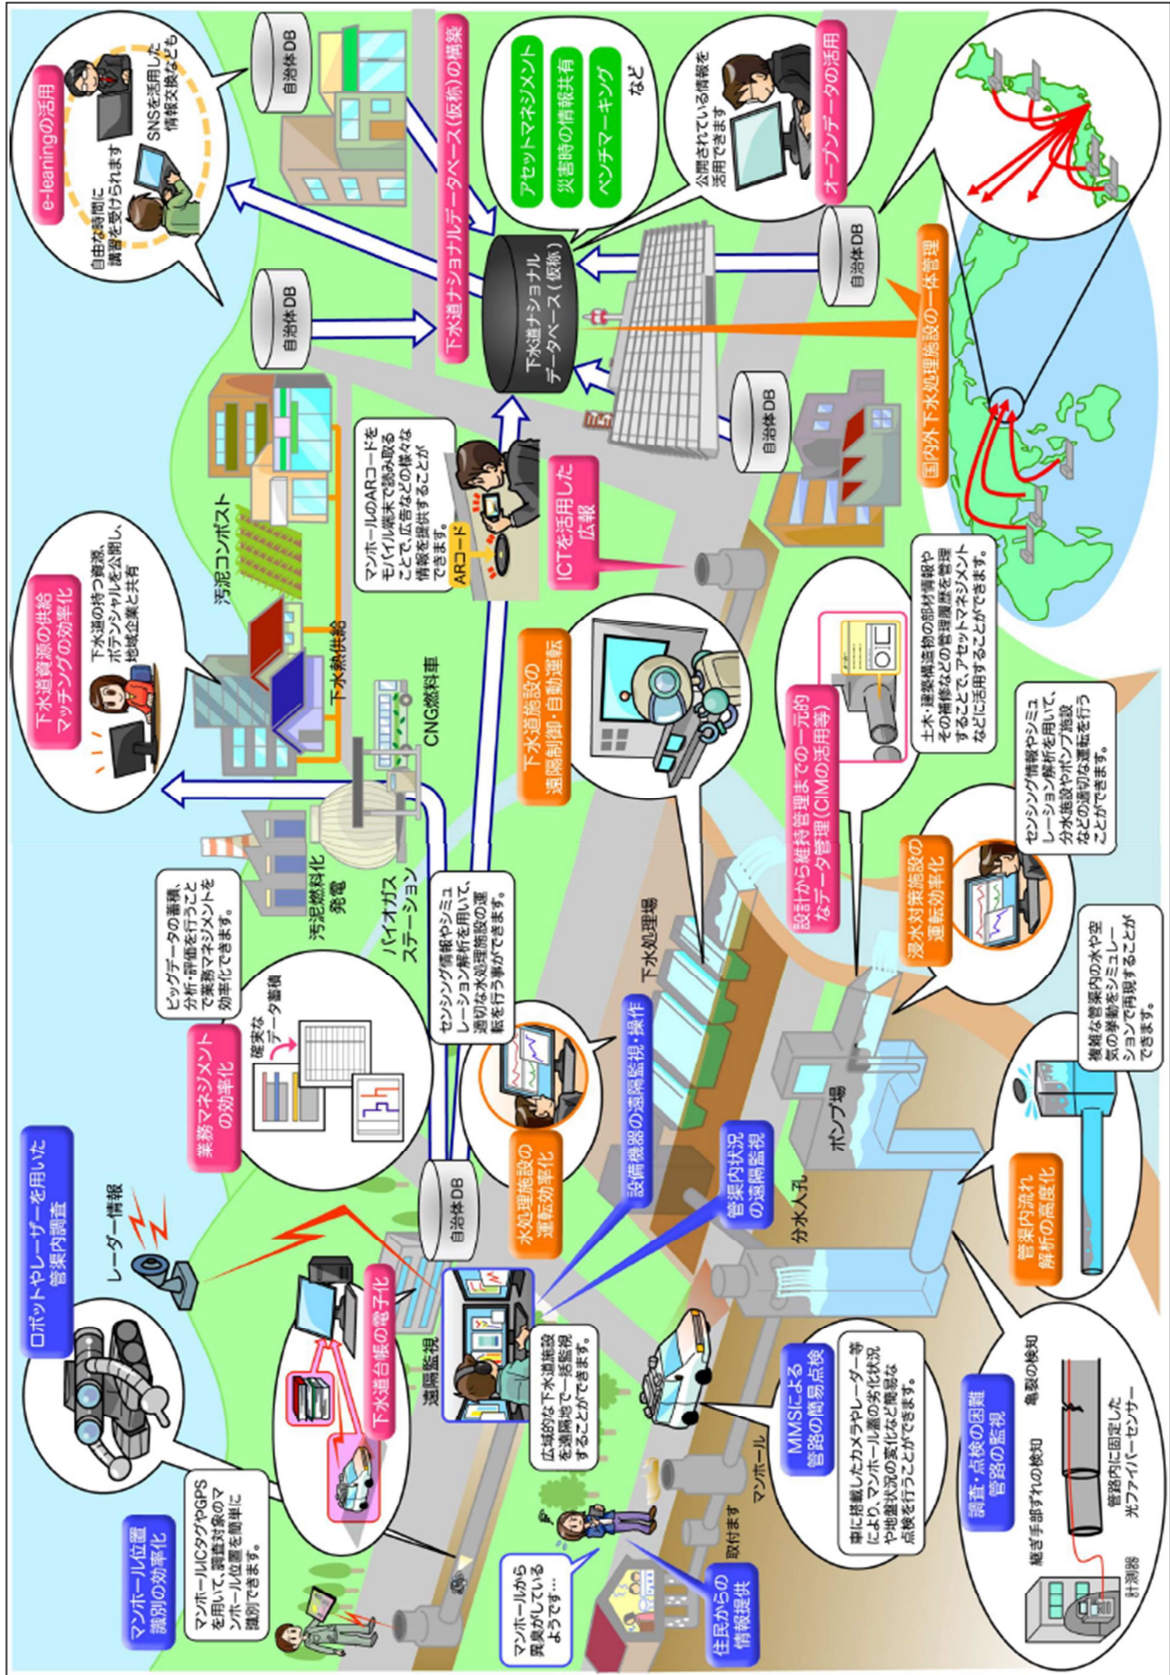 マンホール位置
識別の効率化
マンホールICタグやGPS
を用いて、調査対象のマ
ンホール位置を簡単に
識別できます。
ロボットやレーザーを用いた
管渠内調査
レーダー情報
下水道台帳の電子化
業務マネジメント
の効率化
確実な
データ蓄積
ビッグデータの蓄積、
分析・評価を行うこと
で業務マネジメントを
効率化できます。
下水道資源の供給
マッチングの効率化
下水道の持つ資源、
ポテンシャルを公開し、
地域企業と共有
e-leaningの活用
自由な時間に
講習を受けられます
SNSを活用した
情報交換なども
自治体DB
自治体DB
汚泥コンポスト
下水熱供給
汚泥燃料化
発電
バイオガス
ステーション
CNG燃料車
遠隔監視
自治体DB
広域的な下水道施設
を遠隔地で一括監視
することができます。
水処理施設の
運転効率化
センシング情報やシミュ
レーション解析を用いて、
適切な水処理施設の運
転を行う事ができます。
マンホールのARコードを
モバイル端末で読み取る
ことで、広告などの様々な
情報を提供することが
できます。
ARコード
ICTを活用した
広報
下水道ナショナルデータベース(仮称)の構築
下水道ナショナル
データベース(仮称)
アセットマネジメント
災害時の情報共有
ベンチマーキング
など
公開されている情報を
活用できます
オープンデータの活用
自治体DB
自治体DB
国内外下水処理施設の一体管理
マンホールから
異臭がしている
ようです…
住民からの
情報提供
取付ます
マンホール
設備機器の遠隔監視・操作
管渠内状況
の遠隔監視
下水処理場
下水道施設の
遠隔制御・自動運転
設計から維持管理までの一元的
なデータ管理(CIMの活用等)
土木・建築構造物の部材情報や
その補修などの管理履歴を管理
することで、アセットマネジメント
などに活用することができます。
MMSによる
管路の簡易点検
車に搭載したカメラやレーダー等
により、マンホール蓋の劣化状況
や地盤状況の変化など簡易な
点検を行うことができます。
分水人孔
ポンプ場
浸水対策施設の
運転効率化
センシング情報やシミュ
レーション解析を用いて、
分水施設やポンプ施設
などの適切な運転を行う
ことができます。
調査・点検の困難
管路の監視
継ぎ手部ずれの検知
亀裂の検知
計測器
管路内に固定した
光ファイバーセンサー
管渠内流れ
解析の高度化
複雑な管渠内の水や空
気の挙動をシミュレー
ションで再現することが
できます。